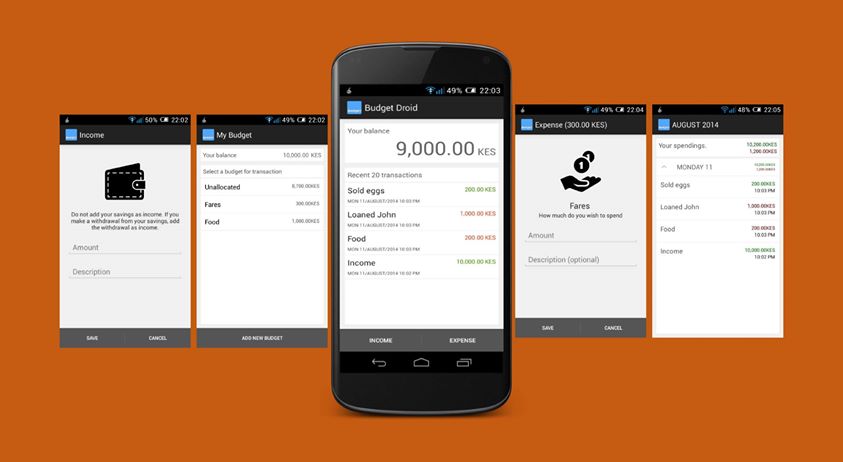 50% 22:02
Income
Do not add your savings as income. If you
make a withdrawal from your savings, add
the withdrawal as income.
Amount
Description
SAVE CANCEL
49% 22:02
My Budget
Your balance 10,000.00 KES
Select a budget for transaction
Unallocated 8,700.00KES
Fares 300.00KES
Food 1,000.00KES
ADD NEW BUDGET
49% 22:03
Budget Droid
Your balance
9,000.00 KES
Recent 20 transactions
Sold eggs 200.00 KES
MON 11/AUGUST/2014 10:03 PM
Loaned John 1,000.00 KES
MON 11/AUGUST/2014 10:03 PM
Food 200.00 KES
MON 11/AUGUST/2014 10:03 PM
Income 10,000.00 KES
MON 11/AUGUST/2014 10:02 PM
INCOME EXPENSE
49% 22:04
Expense (300.00 KES)
1
Fares
How much do you wish to spend
Amount
Description (optional)
SAVE CANCEL
48% 22:05
AUGUST 2014
Your spendings. 10,200.00KES
1,200.00KES
MONDAY 11 10,200.00KES
1,200.00KES
Sold eggs 200.00KES
10:03 PM
Loaned John 1,000.00KES
10:03 PM
Food 200.00KES
10:03 PM
Income 10,000.00KES
10:02 PM